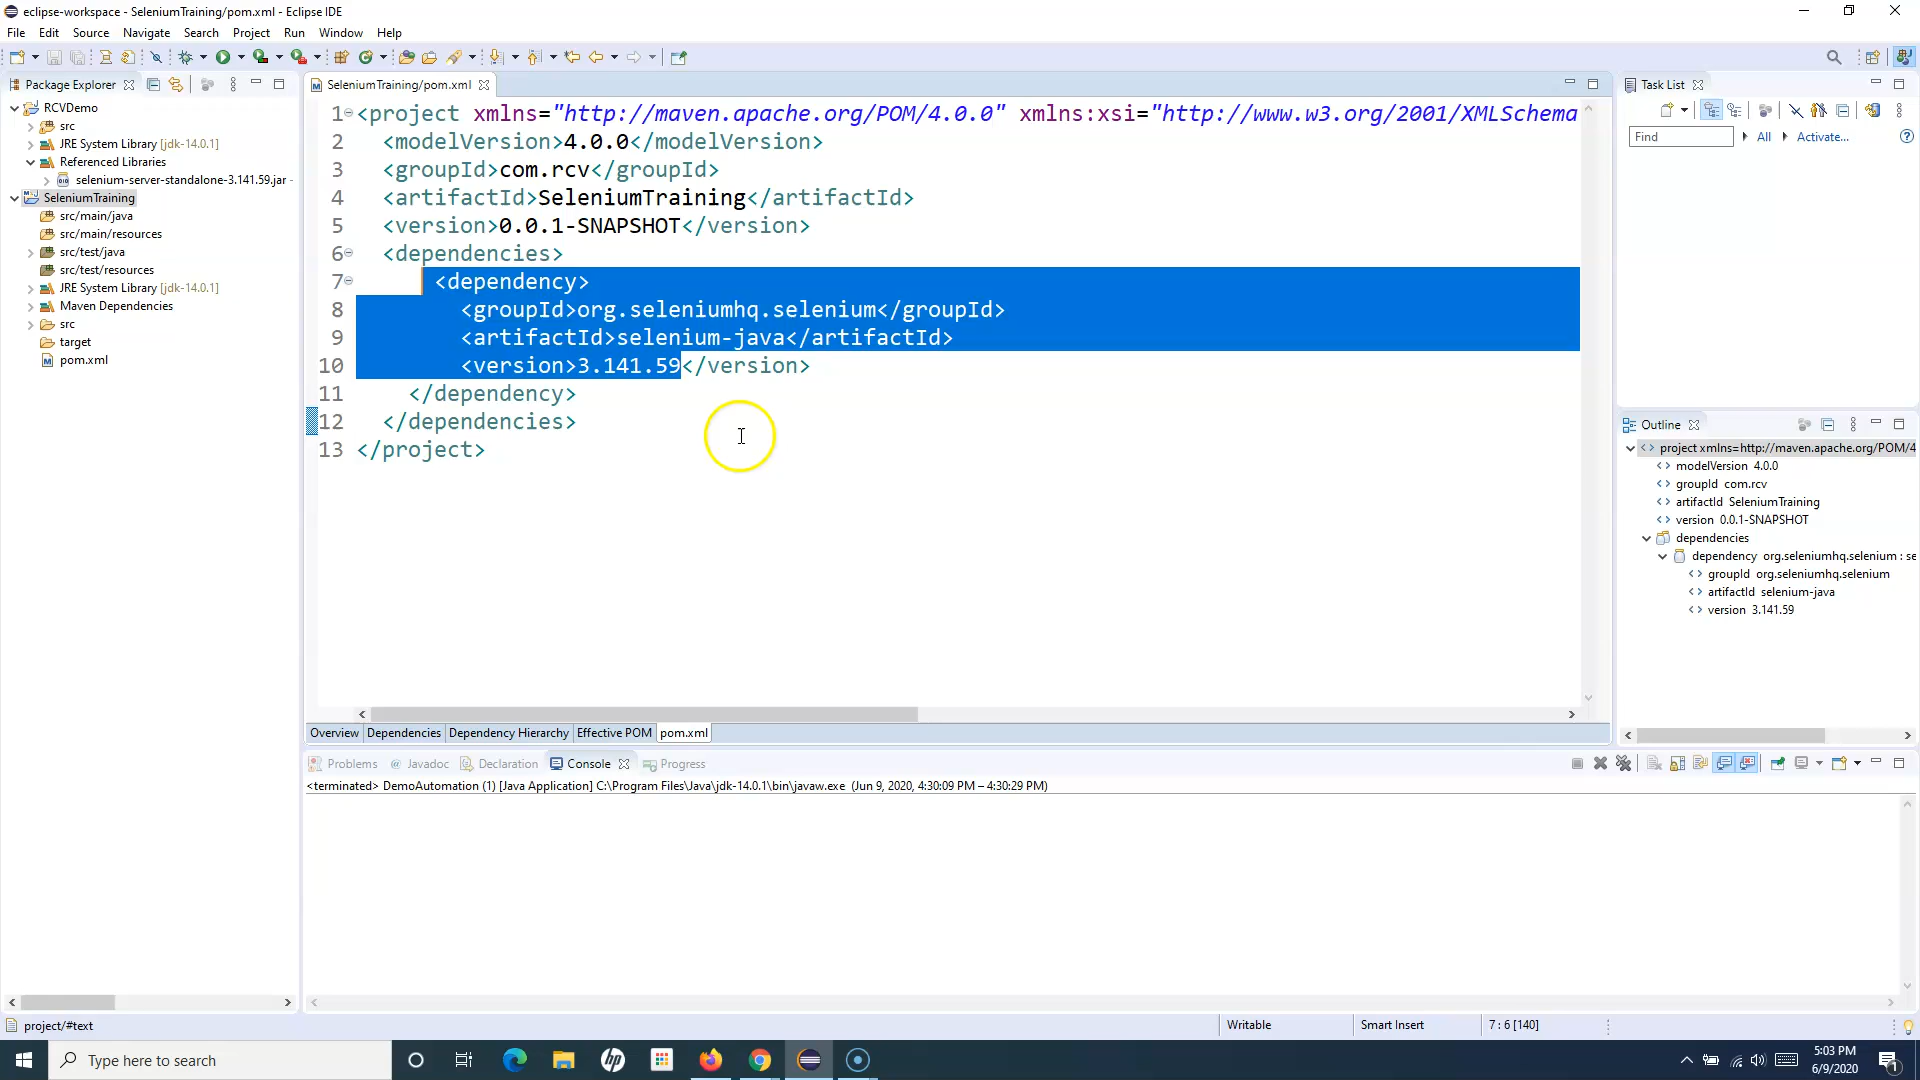 eclipse-workspace - SeleniumTraining/pom.xml - Eclipse IDE
File Edit Source Refactor Navigate Search Project Run Window Help
Package Explorer
RCVDemo
src
JRE System Library [jdk-14.0.1]
Referenced Libraries
selenium-server-standalone-3.141.59.jar -
SeleniumTraining
src/main/java
src/main/resources
src/test/java
src/test/resources
JRE System Library [jdk-14.0.1]
Maven Dependencies
src
target
pom.xml
SeleniumTraining/pom.xml
1 <project xmlns="http://maven.apache.org/POM/4.0.0" xmlns:xsi="http://www.w3.org/2001/XMLSchema
2 <modelVersion>4.0.0</modelVersion>
3 <groupId>com.rcv</groupId>
4 <artifactId>SeleniumTraining</artifactId>
5 <version>0.0.1-SNAPSHOT</version>
6 <dependencies>
7 <dependency>
8 <groupId>org.seleniumhq.selenium</groupId>
9 <artifactId>selenium-java</artifactId>
10 <version>3.141.59</version>
11 </dependency>
12 </dependencies>
13 </project>
Overview Dependencies Dependency Hierarchy Effective POM pom.xml
Problems Javadoc Declaration Console Progress
<terminated> DemoAutomation (1) [Java Application] C:\Program Files\Java\jdk-14.0.1\bin\javaw.exe (Jun 9, 2020, 4:30:09 PM – 4:30:29 PM)
Task List
Find All Activate...
Outline
project xmlns=http://maven.apache.org/POM/4
modelVersion 4.0.0
groupId com.rcv
artifactId SeleniumTraining
version 0.0.1-SNAPSHOT
dependencies
dependency org.seleniumhq.selenium : se
groupId org.seleniumhq.selenium
artifactId selenium-java
version 3.141.59
project/#text Writable Smart Insert 7 : 6 [140]
Type here to search
5:03 PM
6/9/2020